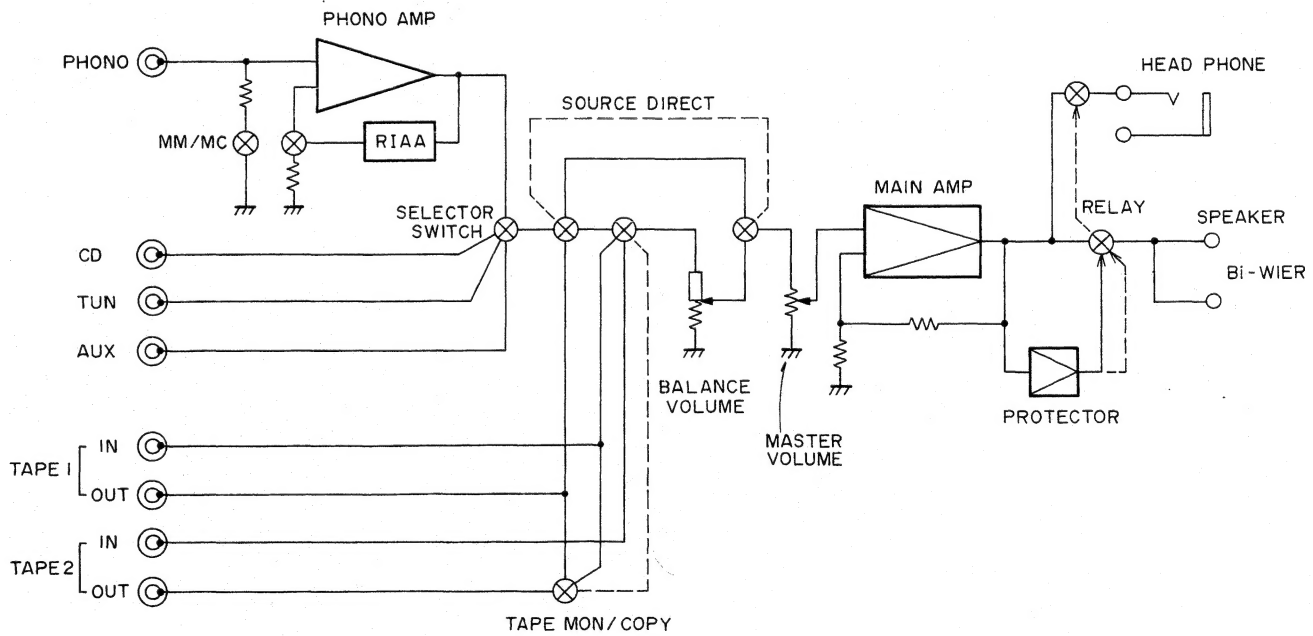 PHONO AMP
PHONO
HEAD PHONE
SOURCE DIRECT
MM/MC
RIAA
MAIN AMP
SELECTOR
SWITCH
RELAY
SPEAKER
CD
Bi-WIER
TUN
AUX
BALANCE
VOLUME
PROTECTOR
MASTER
VOLUME
TAPE 1
IN
OUT
TAPE 2
IN
OUT
TAPE MON/COPY